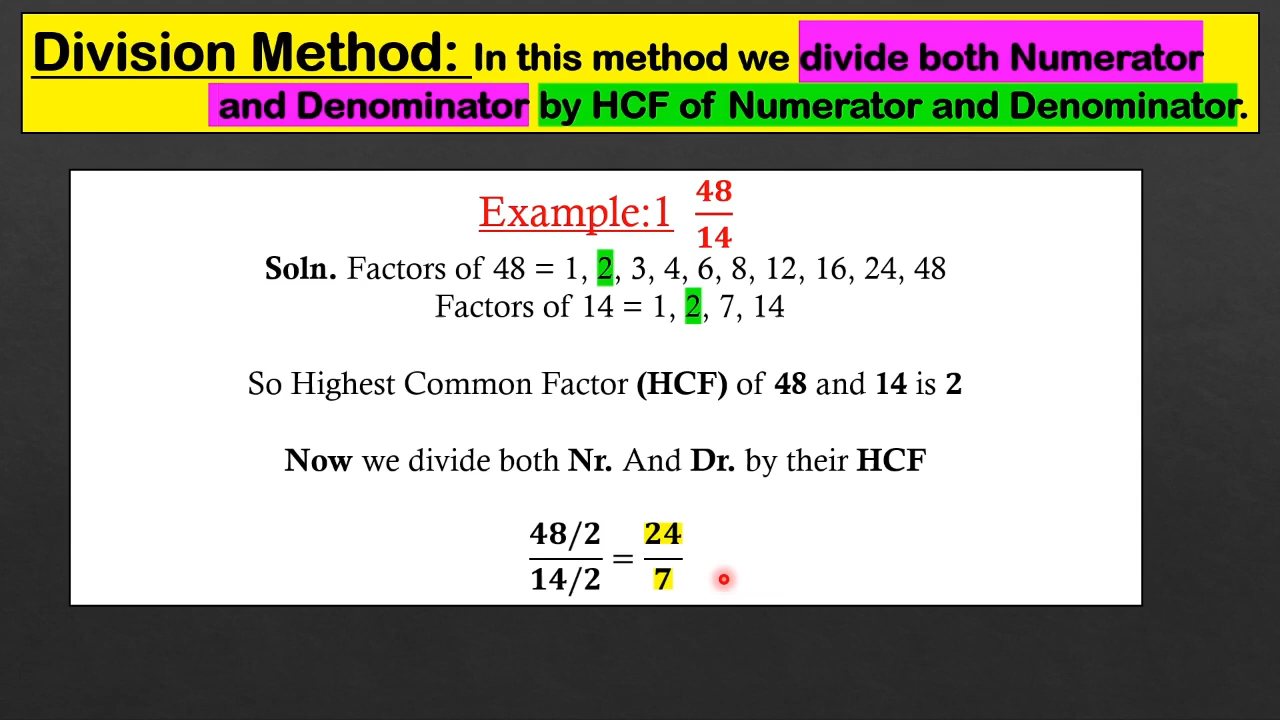 Division Method: In this method we divide both Numerator
and Denominator by HCF of Numerator and Denominator.
Example:1 48/14
Soln. Factors of 48 = 1, 2, 3, 4, 6, 8, 12, 16, 24, 48
Factors of 14 = 1, 2, 7, 14
So Highest Common Factor (HCF) of 48 and 14 is 2
Now we divide both Nr. And Dr. by their HCF
48/2
14/2
=
24
7